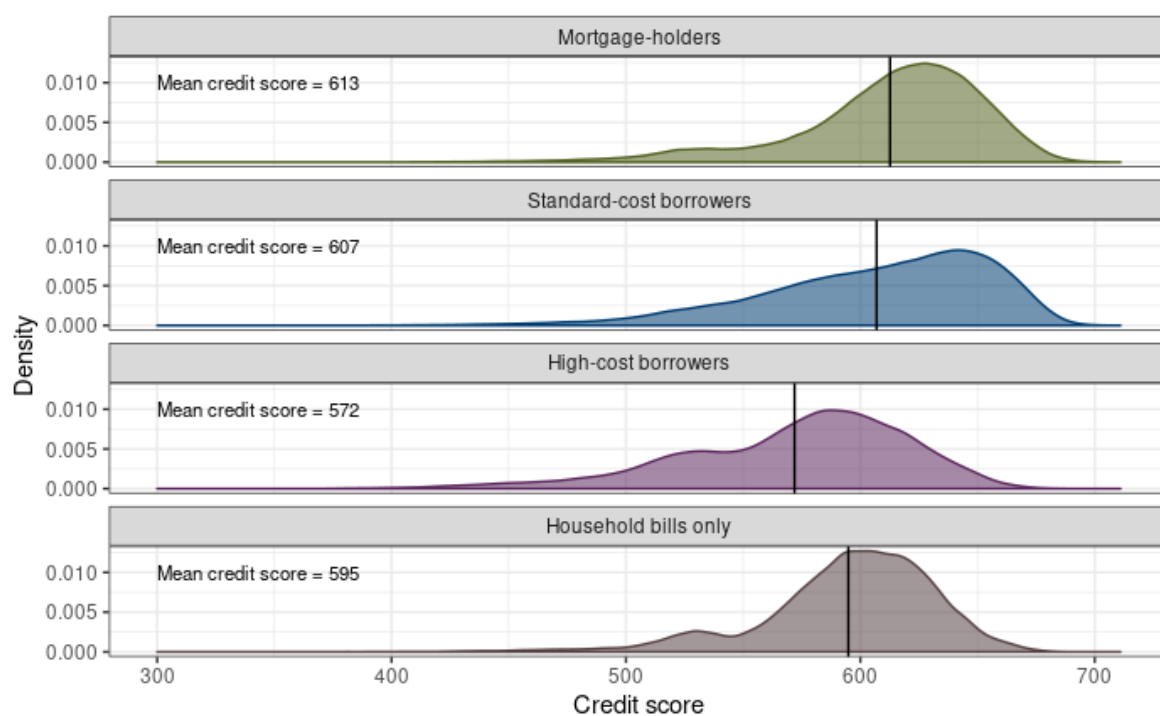 Mortgage-holders
Mean credit score = 613
0.010
0.005
0.000
Standard-cost borrowers
Mean credit score = 607
0.010
0.005
0.000
High-cost borrowers
Mean credit score = 572
0.010
0.005
0.000
Household bills only
Mean credit score = 595
0.010
0.005
0.000
Density
300 400 500 600 700
Credit score